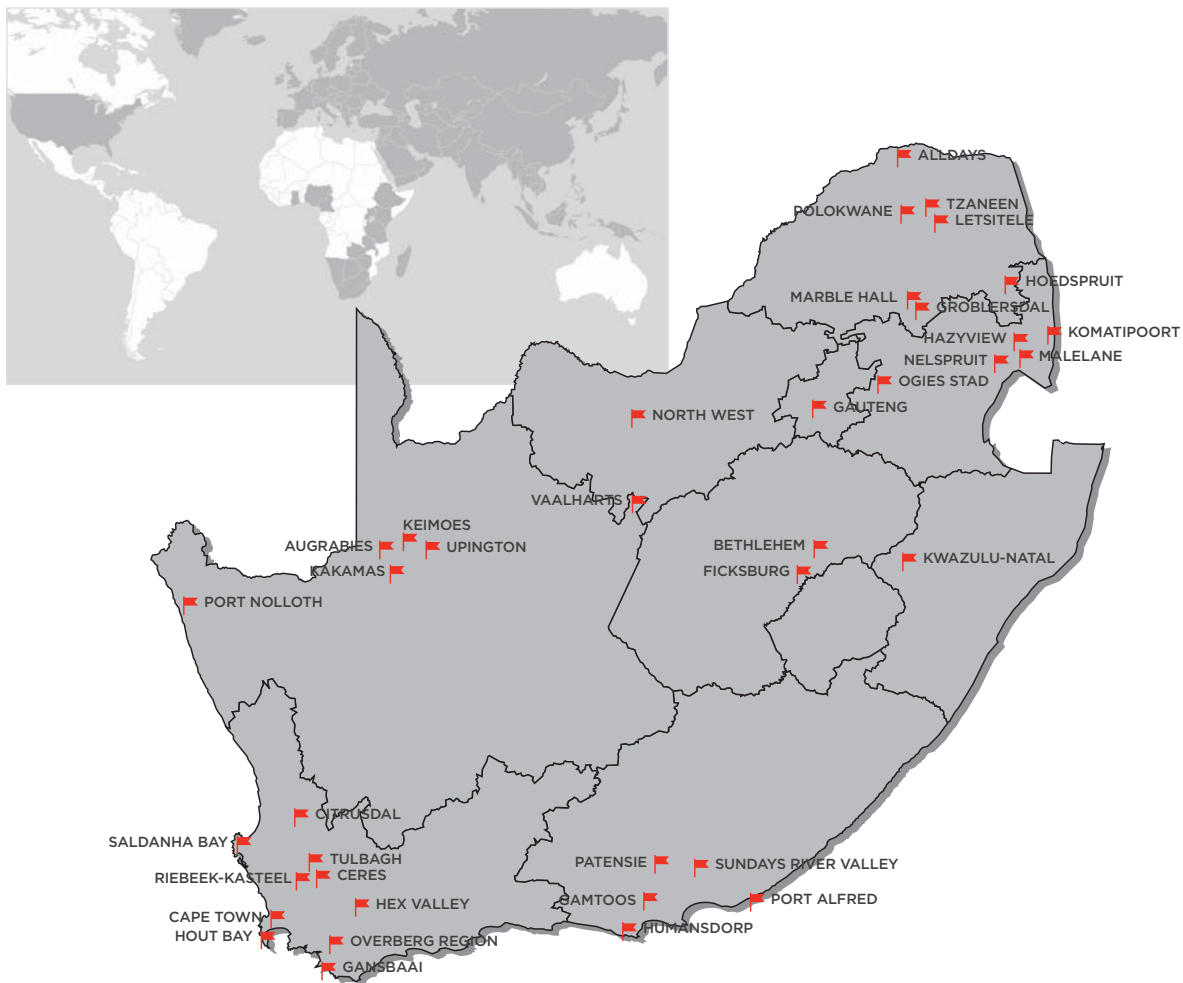 ALLDAYS
TZANEEN
POLOKWANE
LETSITELE
HOEDSPRUIT
MARBLE HALL
GROBLERSDAL
KOMATIPOORT
HAZYVIEW
MALELANE
NELSPRUIT
OGIES STAD
GAUTENG
NORTH WEST
VAALHARTS
KEIMOES
AUGRABIES
UPINGTON
BETHLEHEM
KWAZULU-NATAL
KAKAMAS
FICKSBURG
PORT NOLLOTH
CITRUSDAL
SALDANHA BAY
TULBAGH
PATENSIE
SUNDAYS RIVER VALLEY
RIEBEEK-KASTEEL
CERES
GAMTOOS
PORT ALFRED
HEX VALLEY
CAPE TOWN
HUMANSDORP
HOUT BAY
OVERBERG REGION
GANSBAAI